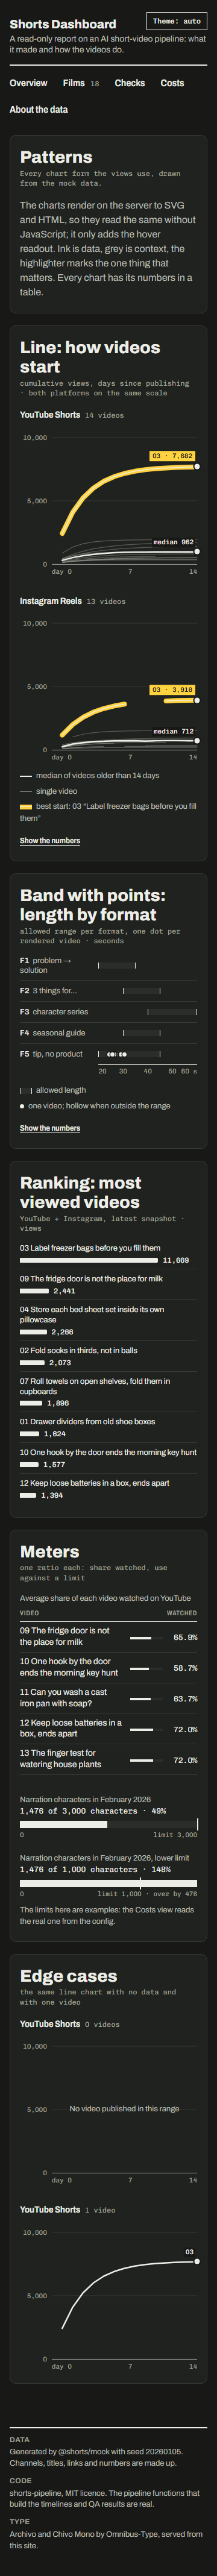 Shorts Dashboard
Theme: auto
A read-only report on an AI short-video pipeline: what
it made and how the videos do.
Overview Films 18 Checks Costs
About the data
Patterns
Every chart form the views use, drawn
from the mock data.
The charts render on the server to SVG
and HTML, so they read the same without
JavaScript; it only adds the hover
readout. Ink is data, grey is context, the
highlighter marks the one thing that
matters. Every chart has its numbers in a
table.
Line: how videos
start
cumulative views, days since publishing
· both platforms on the same scale
YouTube Shorts 14 videos
10,000
03 · 7,682
5,000
median 962
0
day 0 7 14
Instagram Reels 13 videos
10,000
5,000
03 · 3,918
median 712
0
day 0 7 14
median of videos older than 14 days
single video
best start: 03 "Label freezer bags before you fill
them"
Show the numbers
Band with points:
length by format
allowed range per format, one dot per
rendered video · seconds
F1 problem →
solution
F2 3 things for…
F3 character series
F4 seasonal guide
F5 tip, no product
20 30 40 50 60 s
allowed length
one video; hollow when outside the range
Show the numbers
Ranking: most
viewed videos
YouTube + Instagram, latest snapshot ·
views
03 Label freezer bags before you fill them
11,669
09 The fridge door is not the place for milk
2,441
04 Store each bed sheet set inside its own
pillowcase
2,266
02 Fold socks in thirds, not in balls
2,073
07 Roll towels on open shelves, fold them in
cupboards
1,896
01 Drawer dividers from old shoe boxes
1,624
10 One hook by the door ends the morning key hunt
1,577
12 Keep loose batteries in a box, ends apart
1,394
Meters
one ratio each: share watched, use
against a limit
Average share of each video watched on YouTube
VIDEO WATCHED
09 The fridge door is not
the place for milk
65.9%
10 One hook by the door
ends the morning key hunt
58.7%
11 Can you wash a cast
iron pan with soap?
63.7%
12 Keep loose batteries in a
box, ends apart
72.0%
13 The finger test for
watering house plants
72.0%
Narration characters in February 2026
1,476 of 3,000 characters · 49%
0 limit 3,000
Narration characters in February 2026, lower limit
1,476 of 1,000 characters · 148%
0 limit 1,000 · over by 476
The limits here are examples: the Costs view reads
the real one from the config.
Edge cases
the same line chart with no data and
with one video
YouTube Shorts 0 videos
10,000
5,000
No video published in this range
0
day 0 7 14
YouTube Shorts 1 video
10,000
03
5,000
0
day 0 7 14
DATA
Generated by @shorts/mock with seed 20260105.
Channels, titles, links and numbers are made up.
CODE
shorts-pipeline, MIT licence. The pipeline functions that
build the timelines and QA results are real.
TYPE
Archivo and Chivo Mono by Omnibus-Type, served from
this site.